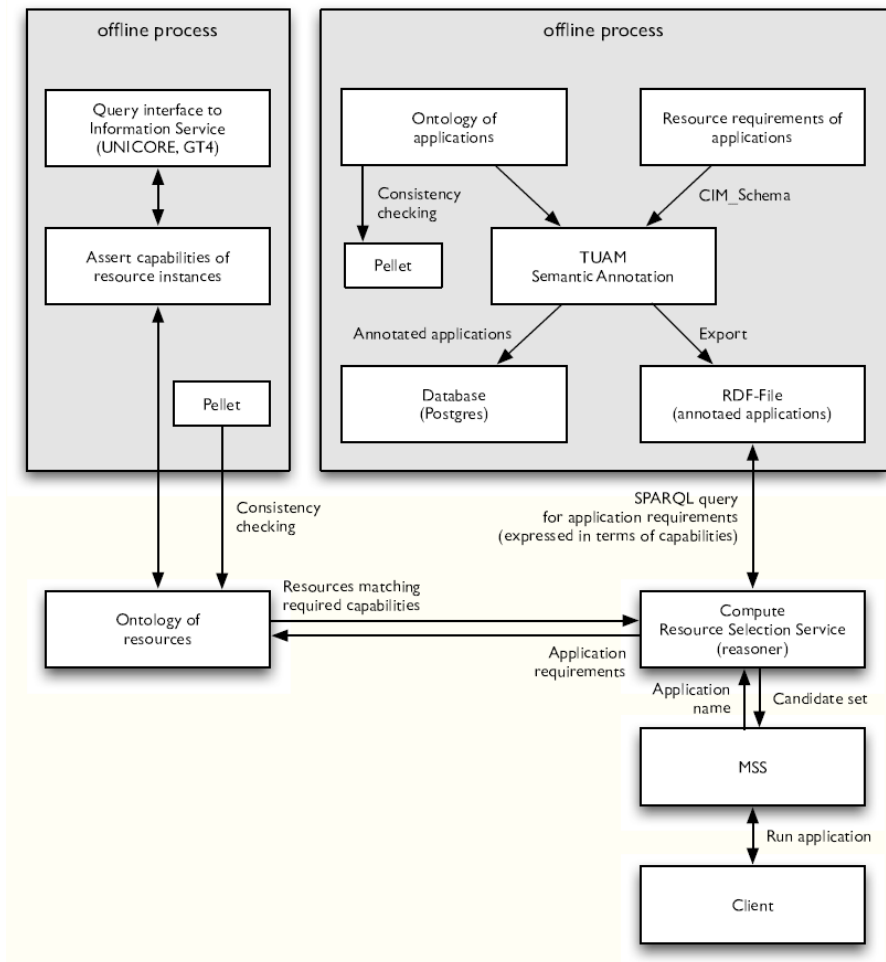 offline process
Query interface to
Information Service
(UNICORE, GT4)
Assert capabilities of
resource instances
Pellet
offline process
Ontology of
applications
Resource requirements of
applications
Consistency
checking
CIM_Schema
Pellet
TUAM
Semantic Annotation
Annotated applications
Export
Database
(Postgres)
RDF-File
(annotaed applications)
Consistency
checking
SPARQL query
for application requirements
(expressed in terms of capabilities)
Ontology of
resources
Resources matching
required capabilities
Application
requirements
Compute
Resource Selection Service
(reasoner)
Application
name
Candidate set
MSS
Run application
Client